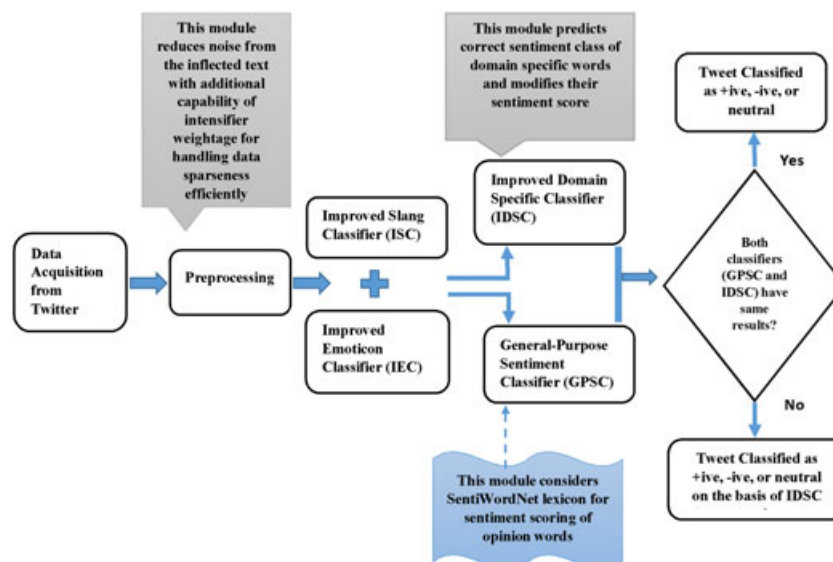 This module
reduces noise from
the inflected text
with additional
capability of
intensifier
weightage for
handling data
sparseness
efficiently
This module predicts
correct sentiment class of
domain specific words
and modifies their
sentiment score
Tweet Classified
as +ive, -ive, or
neutral
Yes
Data
Acquisition
from
Twitter
Preprocessing
Improved Slang
Classifier (ISC)
Improved
Emoticon
Classifier (IEC)
Improved Domain
Specific Classifier
(IDSC)
General-Purpose
Sentiment
Classifier (GPSC)
Both
classifiers
(GPSC and
IDSC) have
same
results?
No
This module considers
SentiWordNet lexicon for
sentiment scoring of
opinion words
Tweet Classified as
+ive, -ive, or neutral
on the basis of IDSC